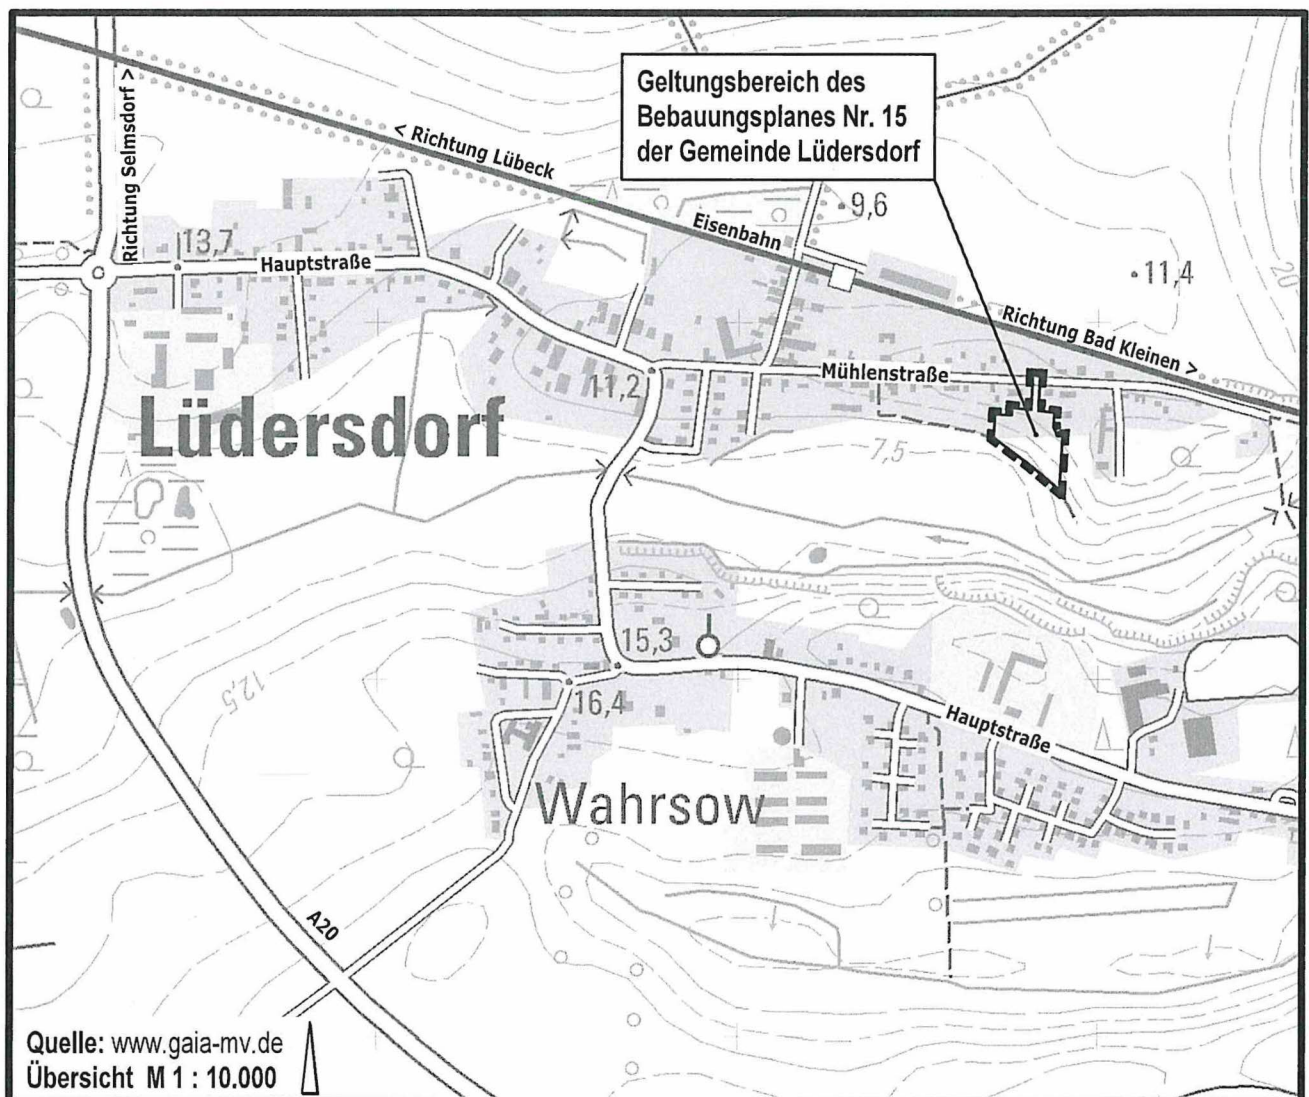 Geltungsbereich des
Bebauungsplanes Nr. 15
der Gemeinde Lüdersdorf
Richtung Selmsdorf >
< Richtung Lübeck
Eisenbahn
9,6
11,4
20
13,7
Hauptstraße
Richtung Bad Kleinen >
11,2
Mühlenstraße
Lüdersdorf
7,5
15,3
12,5
16,4
Hauptstraße
Wahrsow
A20
Quelle: www.gaia-mv.de
Übersicht M 1 : 10.000